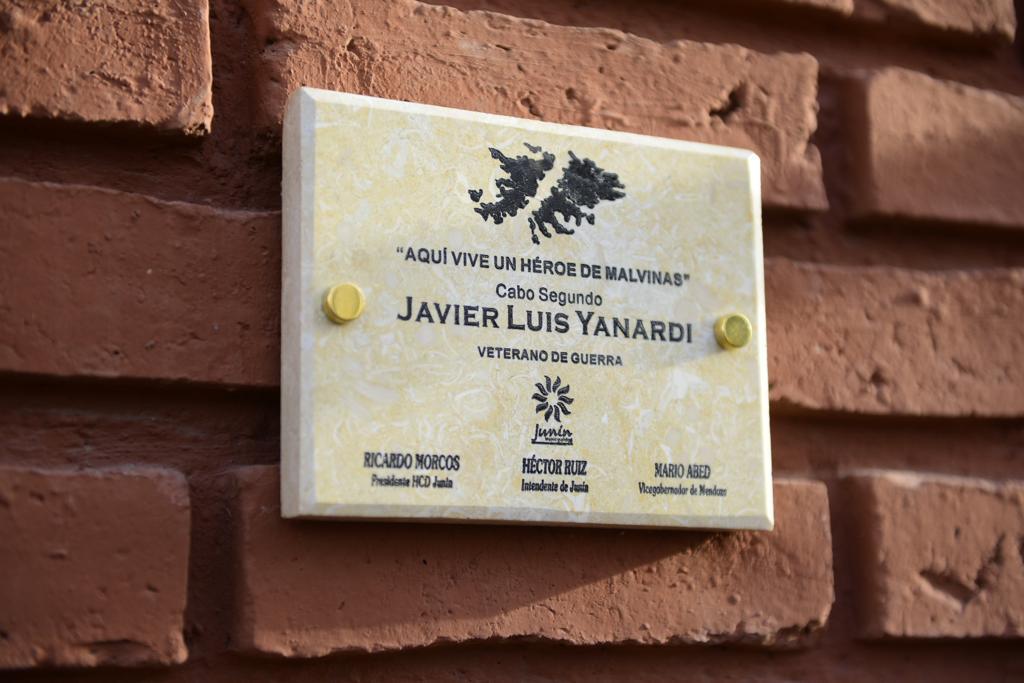 “AQUÍ VIVE UN HÉROE DE MALVINAS”
Cabo Segundo
JAVIER LUIS YANARDI
VETERANO DE GUERRA
Junín
RICARDO MORCOS
Presidente HCD Junín
HÉCTOR RUIZ
Intendente de Junín
MARIO ABED
Vicegobernador de Mendoza